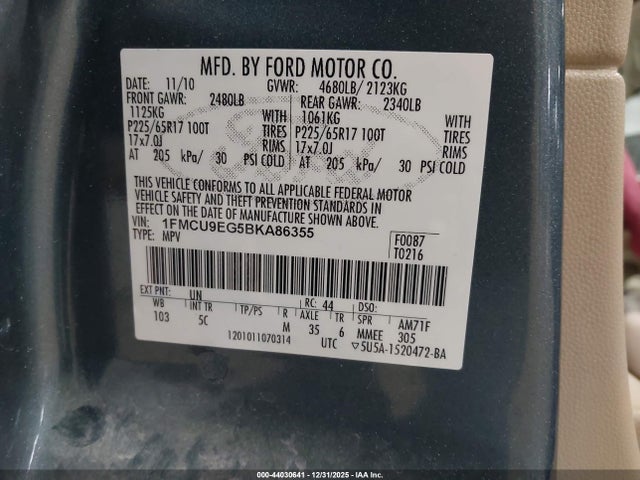 MFD. BY FORD MOTOR CO.
DATE: 11/10 GVWR: 4680LB/ 2123KG
FRONT GAWR: 2480LB REAR GAWR: 2340LB
1125KG WITH 1061KG WITH
P225/65R17 100T TIRES P225/65R17 100T TIRES
17x7.0J RIMS 17x7.0J RIMS
AT 205 kPa/ 30 PSI COLD AT 205 kPa/ 30 PSI COLD
THIS VEHICLE CONFORMS TO ALL APPLICABLE FEDERAL MOTOR
VEHICLE SAFETY AND THEFT PREVENTION STANDARDS IN
EFFECT ON THE DATE OF MANUFACTURE SHOWN ABOVE.
VIN: 1FMCU9EG5BKA86355 F0087
TYPE: MPV T0216
EXT PNT: UN RC: 44 DSO:
WB INT TR TP/PS R AXLE TR SPR AM71F
103 5C M 35 6 MMEE 305
1201011070314 UTC ▽5U5A-1520472-BA
000-44030641 - 12/31/2025 - IAA Inc.